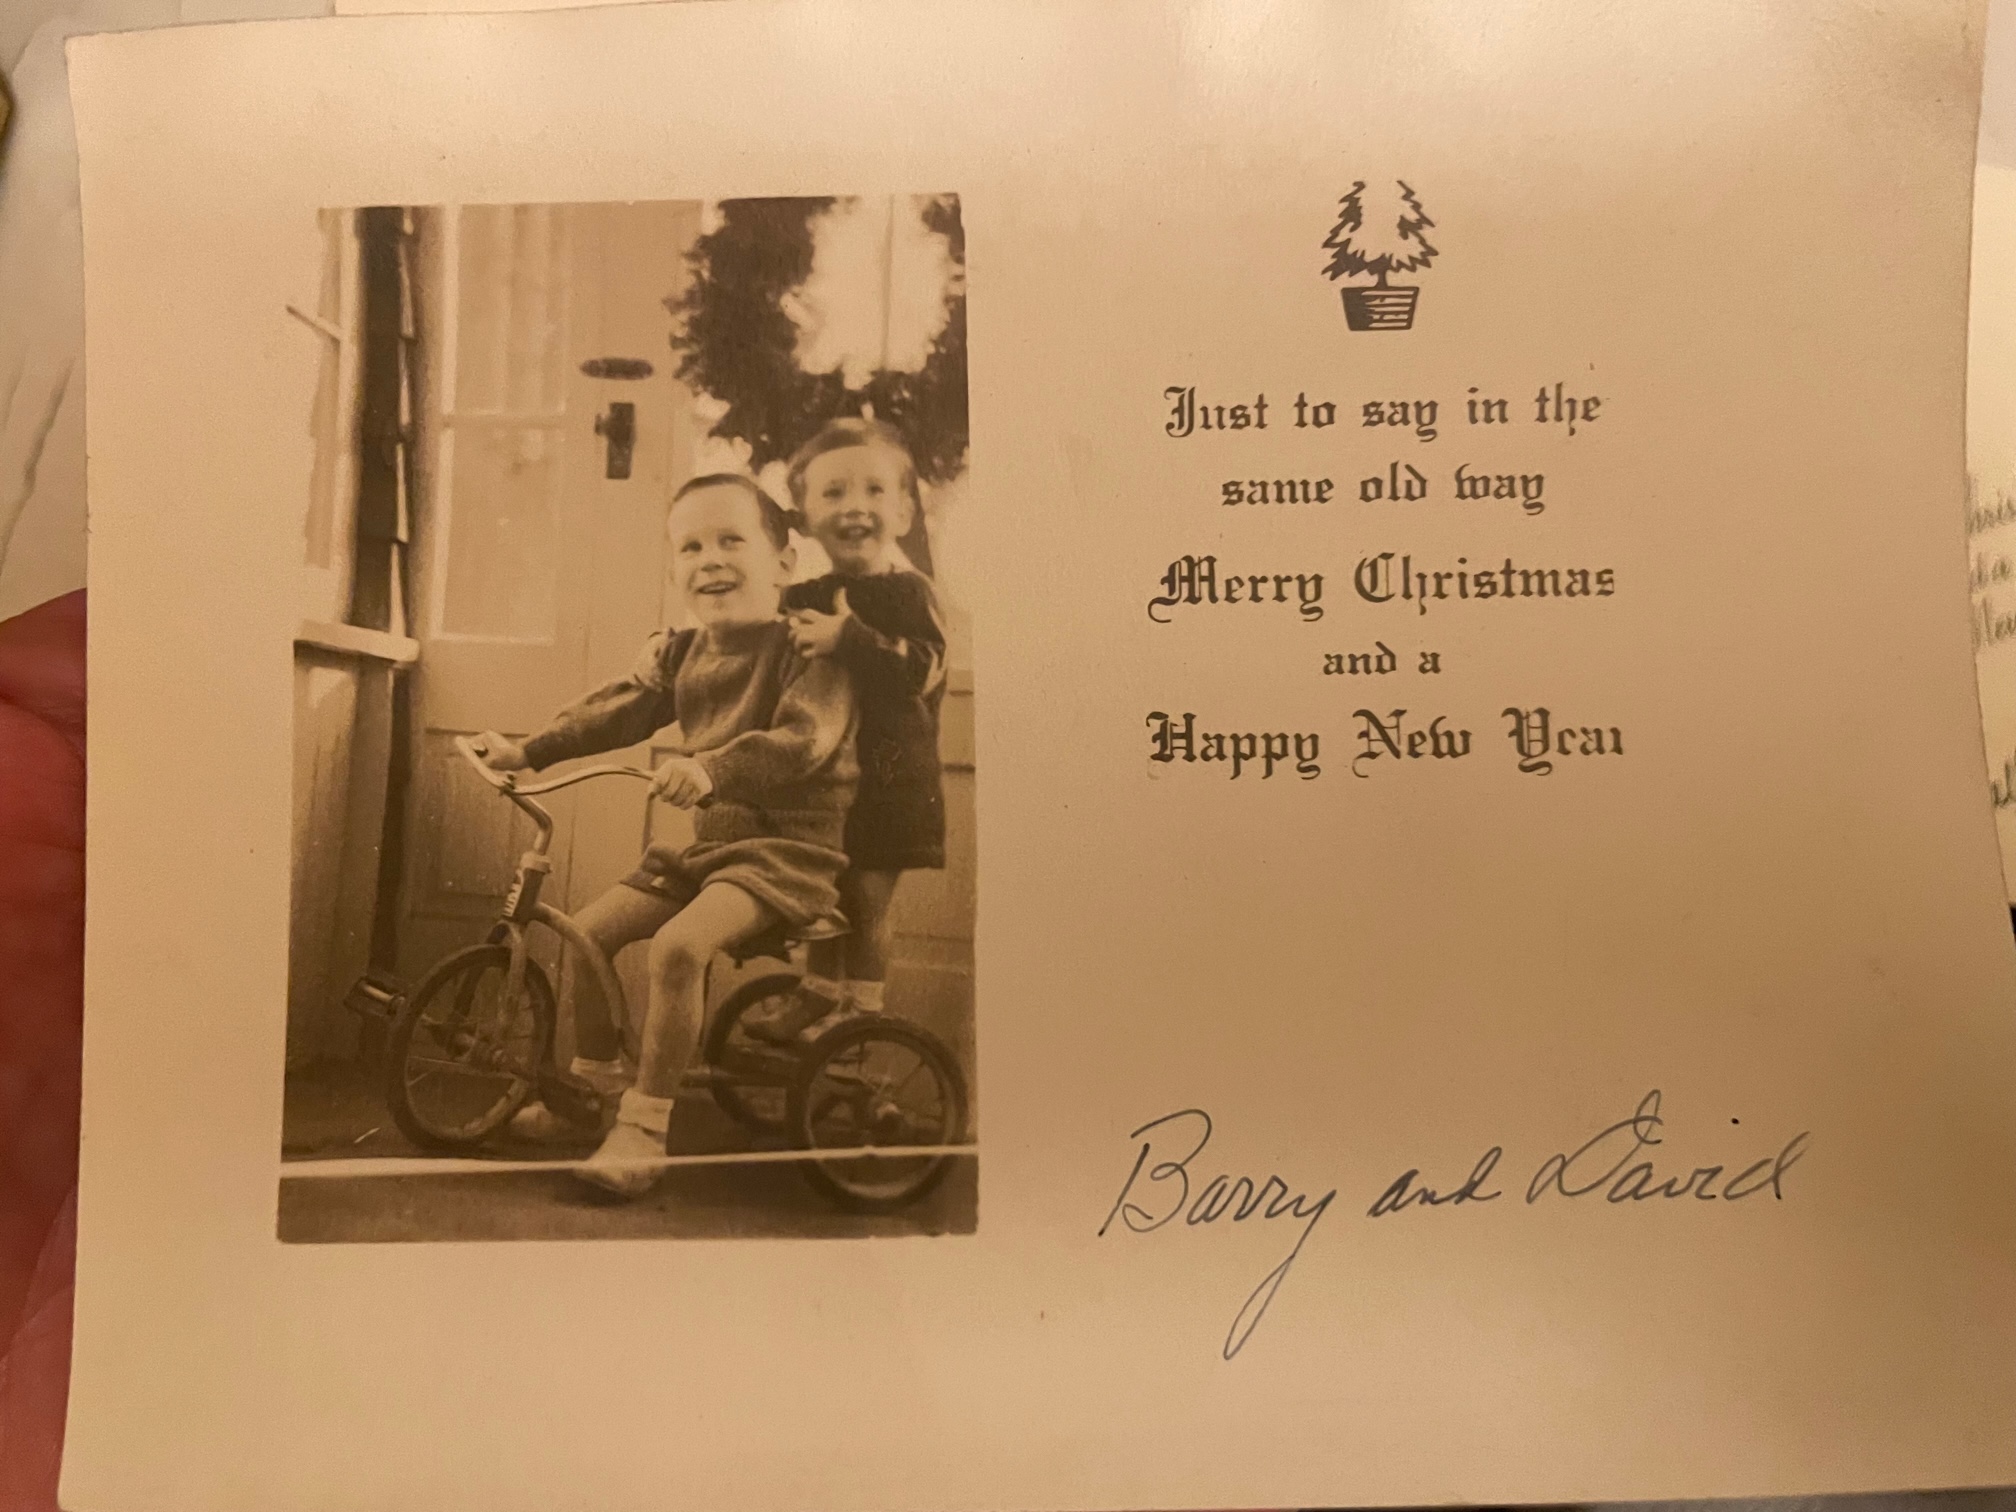 Just to say in the
same old way
Merry Christmas
and a
Happy New Year
Barry and David